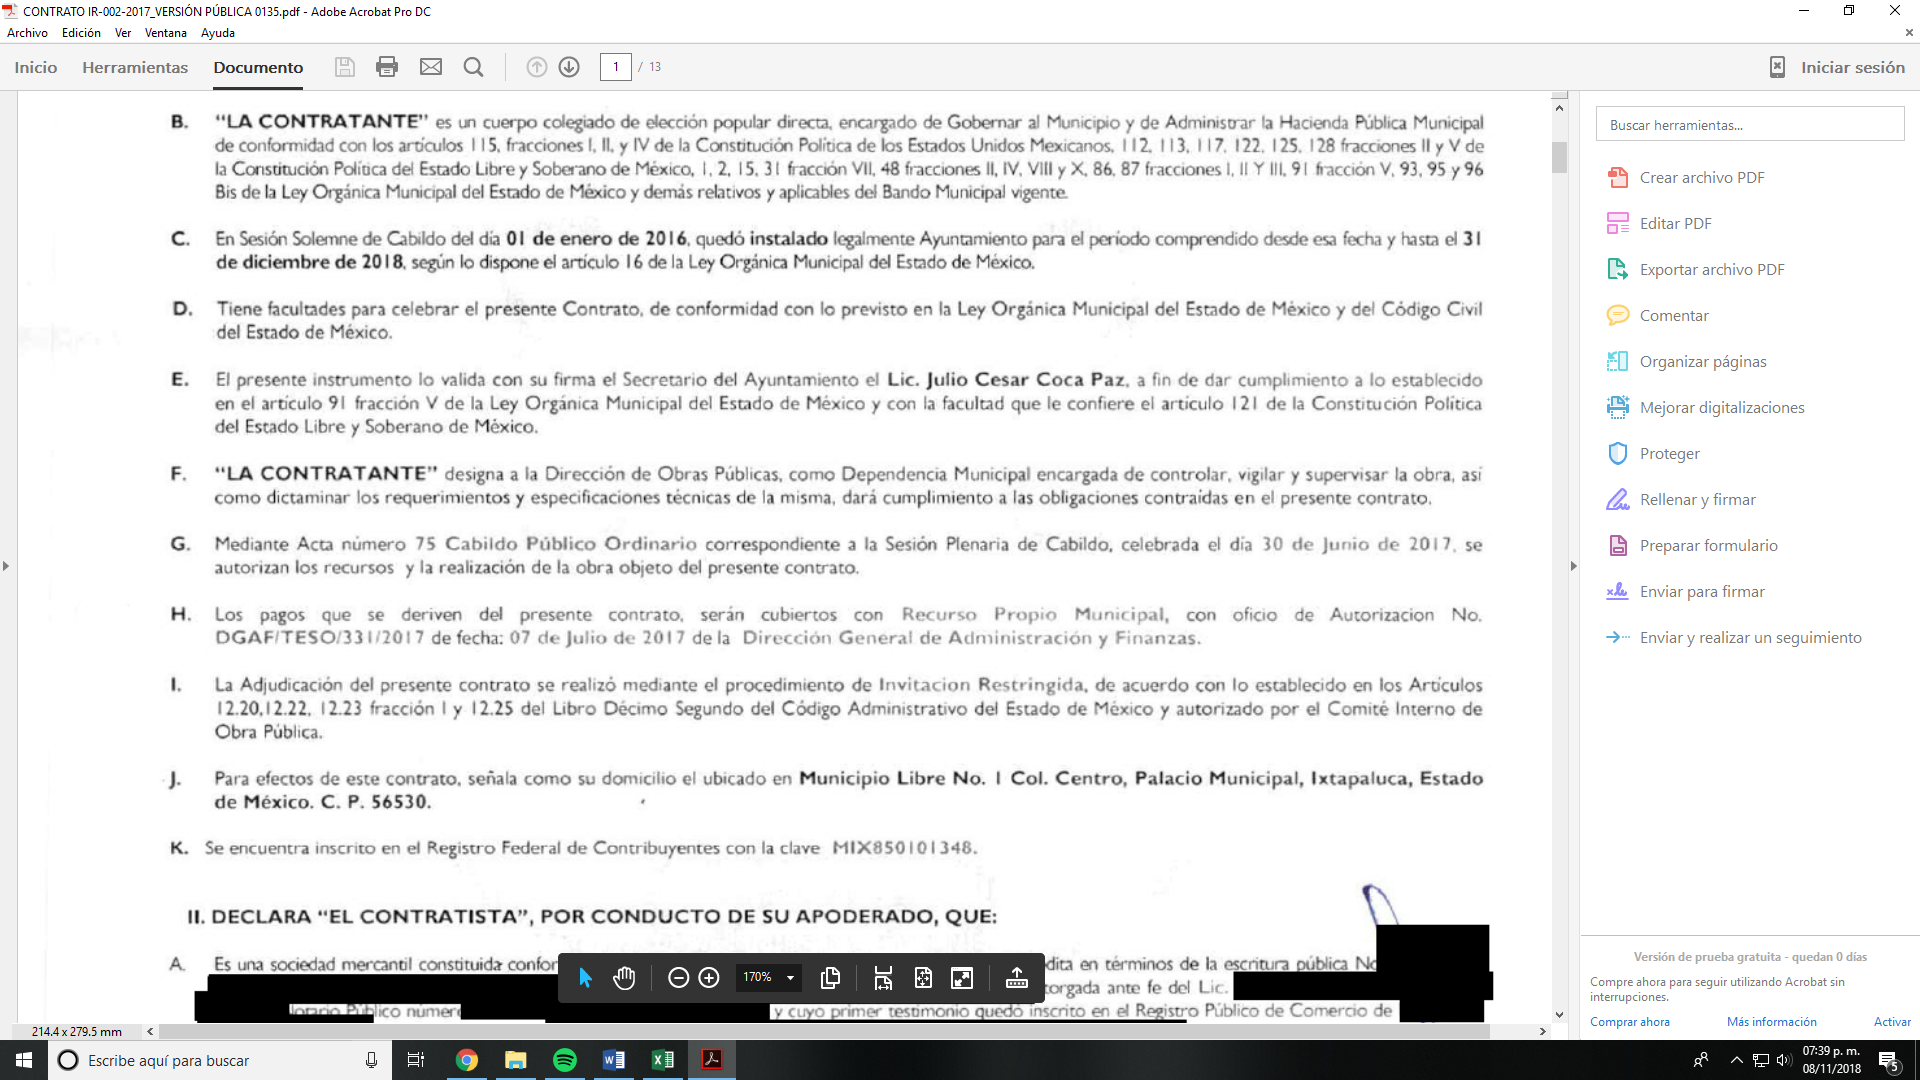 CONTRATO IR-002-2017_VERSIÓN PÚBLICA 0135.pdf - Adobe Acrobat Pro DC
Archivo Edición Ver Ventana Ayuda
Inicio Herramientas Documento 1 / 13 Iniciar sesión
B. “LA CONTRATANTE” es un cuerpo colegiado de elección popular directa, encargado de Gobernar al Municipio y de Administrar la Hacienda Pública Municipal
de conformidad con los artículos 115, fracciones I, II, y IV de la Constitución Política de los Estados Unidos Mexicanos, 112, 113, 117, 122, 125, 128 fracciones II y V de
la Constitución Política del Estado Libre y Soberano de México, 1, 2, 15, 31 fracción VII, 48 fracciones II, IV, VIII y X, 86, 87 fracciones I, II Y III, 91 fracción V, 93, 95 y 96
Bis de la Ley Orgánica Municipal del Estado de México y demás relativos y aplicables del Bando Municipal vigente.
C. En Sesión Solemne de Cabildo del día 01 de enero de 2016, quedó instalado legalmente Ayuntamiento para el período comprendido desde esa fecha y hasta el 31
de diciembre de 2018, según lo dispone el artículo 16 de la Ley Orgánica Municipal del Estado de México.
D. Tiene facultades para celebrar el presente Contrato, de conformidad con lo previsto en la Ley Orgánica Municipal del Estado de México y del Código Civil
del Estado de México.
E. El presente instrumento lo valida con su firma el Secretario del Ayuntamiento el Lic. Julio Cesar Coca Paz, a fin de dar cumplimiento a lo establecido
en el artículo 91 fracción V de la Ley Orgánica Municipal del Estado de México y con la facultad que le confiere el artículo 121 de la Constitución Política
del Estado Libre y Soberano de México.
F. “LA CONTRATANTE” designa a la Dirección de Obras Públicas, como Dependencia Municipal encargada de controlar, vigilar y supervisar la obra, así
como dictaminar los requerimientos y especificaciones técnicas de la misma, dará cumplimiento a las obligaciones contraídas en el presente contrato.
G. Mediante Acta número 75 Cabildo Público Ordinario correspondiente a la Sesión Plenaria de Cabildo, celebrada el día 30 de Junio de 2017, se
autorizan los recursos y la realización de la obra objeto del presente contrato.
H. Los pagos que se deriven del presente contrato, serán cubiertos con Recurso Propio Municipal, con oficio de Autorizacion No.
DGAF/TESO/331/2017 de fecha: 07 de Julio de 2017 de la Dirección General de Administración y Finanzas.
I. La Adjudicación del presente contrato se realizó mediante el procedimiento de Invitacion Restringida, de acuerdo con lo establecido en los Artículos
12.20,12.22, 12.23 fracción I y 12.25 del Libro Décimo Segundo del Código Administrativo del Estado de México y autorizado por el Comité Interno de
Obra Pública.
J. Para efectos de este contrato, señala como su domicilio el ubicado en Municipio Libre No. 1 Col. Centro, Palacio Municipal, Ixtapaluca, Estado
de México. C. P. 56530.
K. Se encuentra inscrito en el Registro Federal de Contribuyentes con la clave MIX850101348.
II. DECLARA “EL CONTRATISTA”, POR CONDUCTO DE SU APODERADO, QUE:
A. Es una sociedad mercantil constituida en términos de la escritura pública
ante fe del Lic.
Público y cuyo primer testimonio quedó inscrito en el Registro Público de Comercio de
170%
214.4 x 279.5 mm
Buscar herramientas...
Crear archivo PDF
Editar PDF
Exportar archivo PDF
Comentar
Organizar páginas
Mejorar digitalizaciones
Proteger
Rellenar y firmar
Preparar formulario
Enviar para firmar
Enviar y realizar un seguimiento
Versión de prueba gratuita - quedan 0 días
Compre ahora para seguir utilizando Acrobat sin
interrupciones.
Comprar ahora Más información Activar
Escribe aquí para buscar
07:39 p. m.
08/11/2018
5